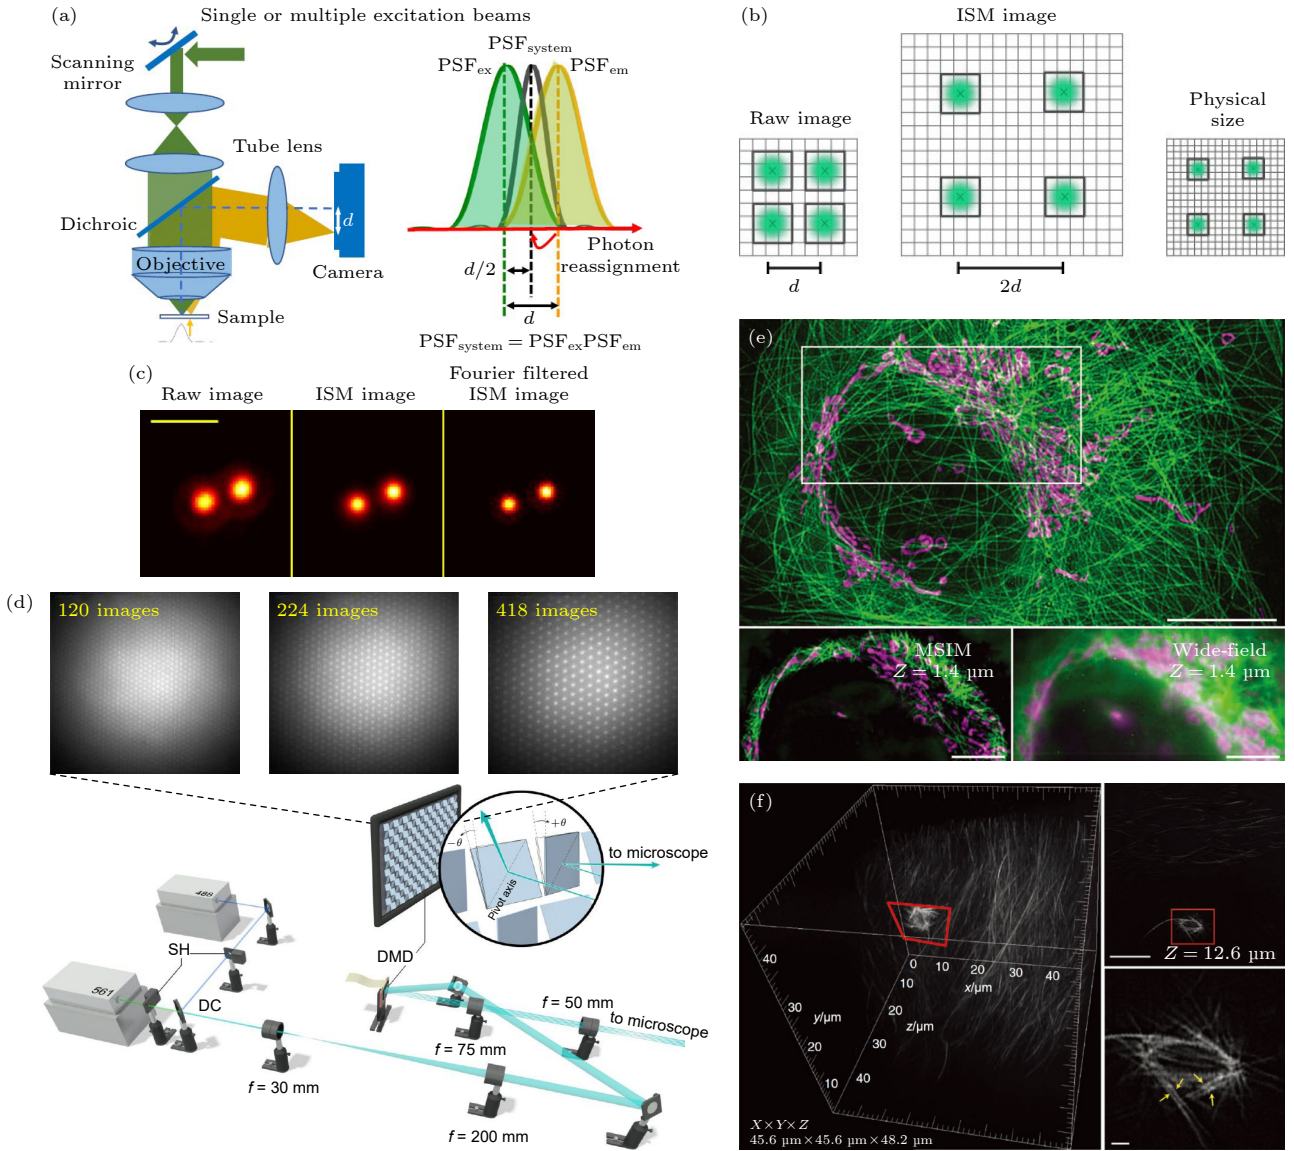 (a)
Single or multiple excitation beams
Scanning
mirror
Tube lens
Dichroic
d
Objective
Camera
Sample
PSFsystem
PSFex
PSFem
Photon
reassignment
d/2
d
PSFsystem = PSFexPSFem
(b)
ISM image
Raw image
Physical
size
d
2d
(c)
Raw image
ISM image
Fourier filtered
ISM image
(d)
120 images
224 images
418 images
−θ
+θ
to microscope
Pivot axis
488
SH
561
DC
DMD
f = 50 mm
to microscope
f = 75 mm
f = 30 mm
f = 200 mm
(e)
MSIM
Z = 1.4 µm
Wide-field
Z = 1.4 µm
(f)
0
10
20
30
40
x/µm
10
20
30
40
z/µm
40
30
y/µm
20
10
X×Y×Z
45.6 µm×45.6 µm×48.2 µm
Z = 12.6 µm